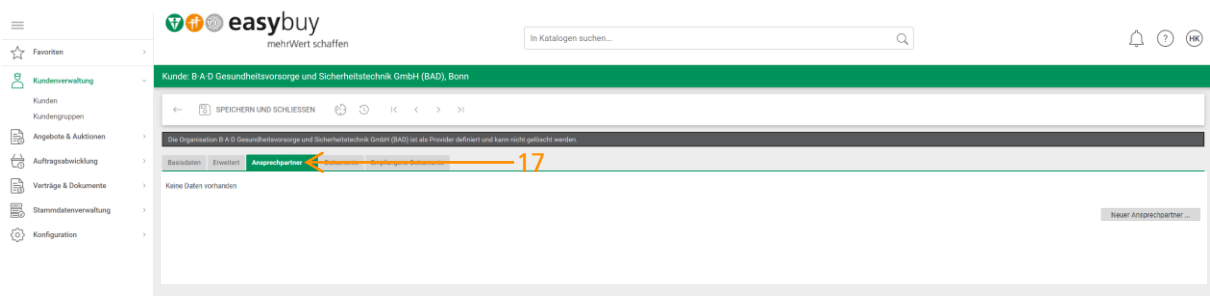 easybuy
mehrWert schaffen
In Katalogen suchen...
?
HK
Favoriten
Kundenverwaltung
Kunden
Kundengruppen
Angebote & Auktionen
Auftragsabwicklung
Verträge & Dokumente
Stammdatenverwaltung
Konfiguration
Kunde: B·A·D Gesundheitsvorsorge und Sicherheitstechnik GmbH (BAD), Bonn
SPEICHERN UND SCHLIESSEN
Die Organisation B·A·D Gesundheitsvorsorge und Sicherheitstechnik GmbH (BAD) ist als Provider definiert und kann nicht gelöscht werden.
Basisdaten Erweitert Ansprechpartner Dokumente Empfangene Dokumente 17
Keine Daten vorhanden
Neuer Ansprechpartner ...